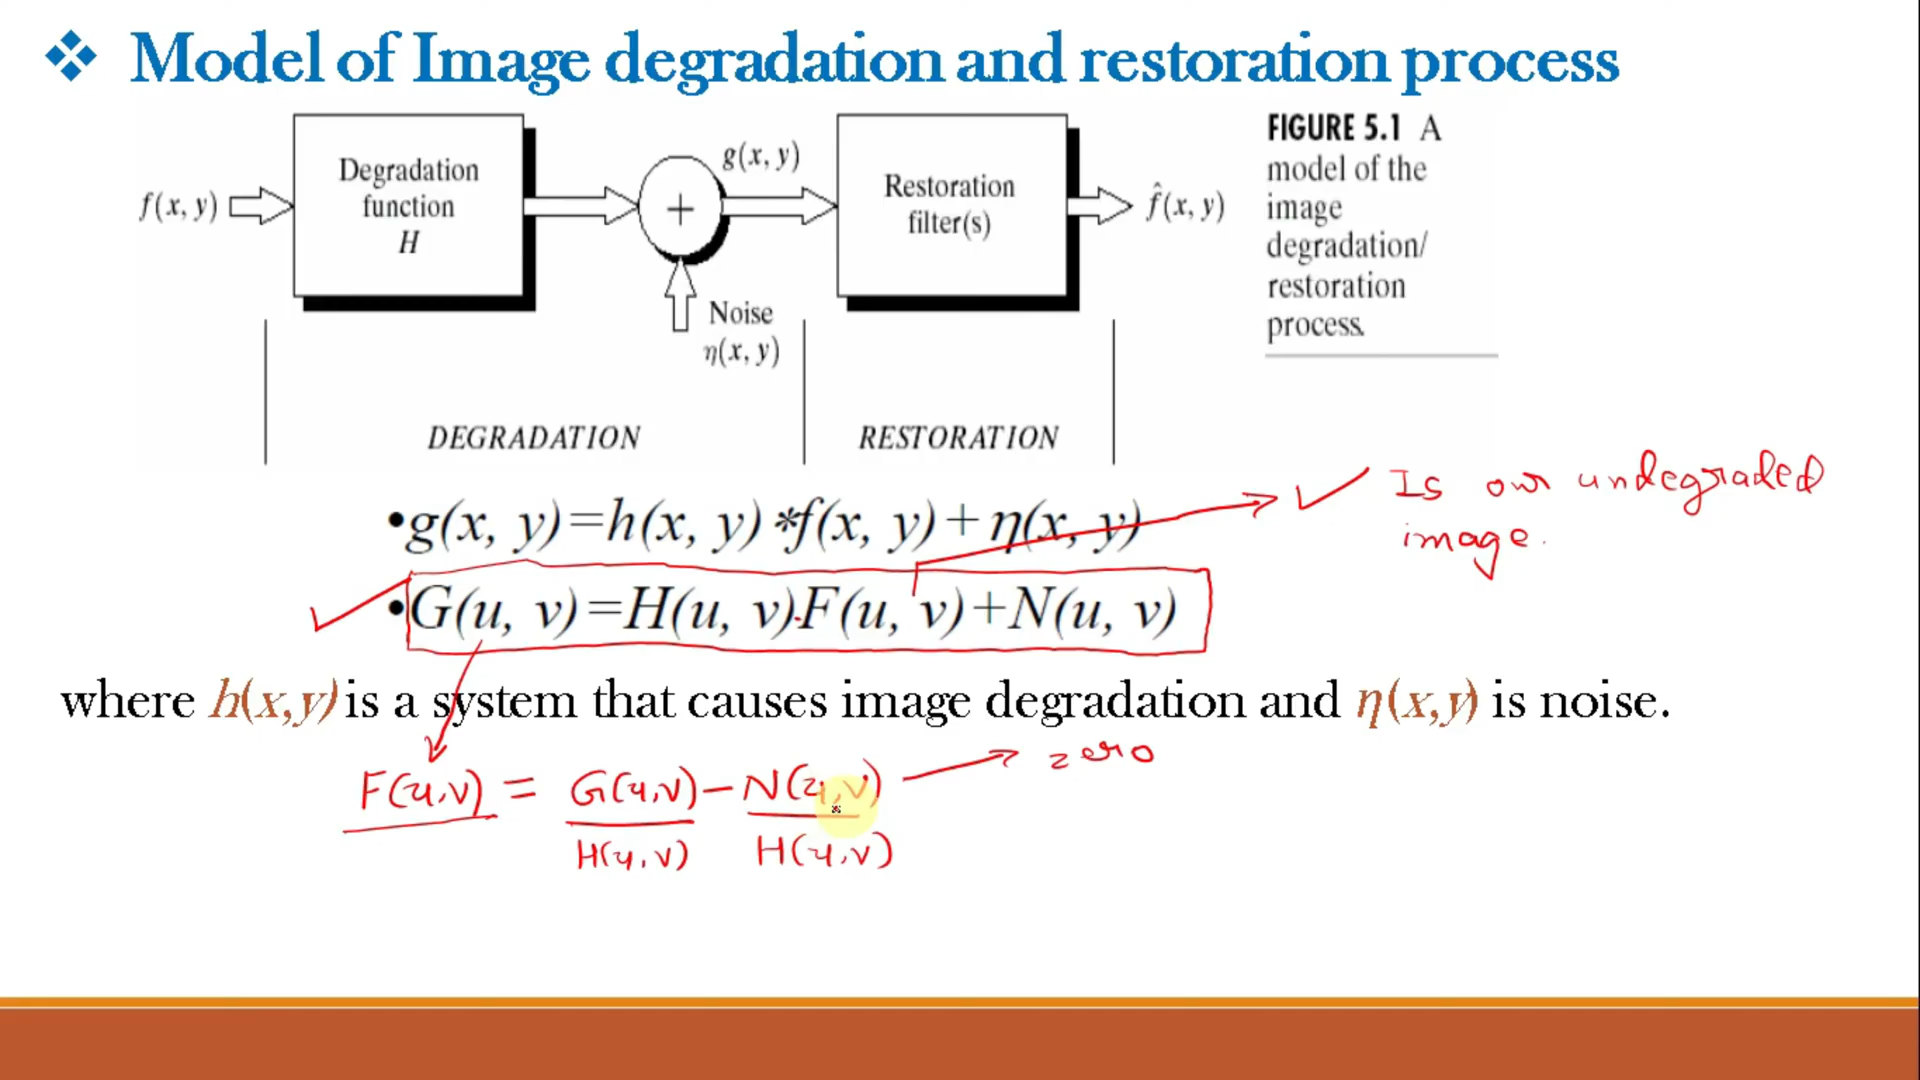 ❖ Model of Image degradation and restoration process
f(x, y)
Degradation
function
H
+
g(x, y)
Noise
η(x, y)
Restoration
filter(s)
f̂(x, y)
FIGURE 5.1 A
model of the
image
degradation/
restoration
process.
DEGRADATION
RESTORATION
•g(x, y)=h(x, y)*f(x, y)+η(x, y)
Is our undegraded
image.
•G(u, v)=H(u, v).F(u, v)+N(u, v)
where h(x,y) is a system that causes image degradation and η(x,y) is noise.
F(u,v) = G(u,v) − N(u,v) → zero
H(u,v) H(u,v)